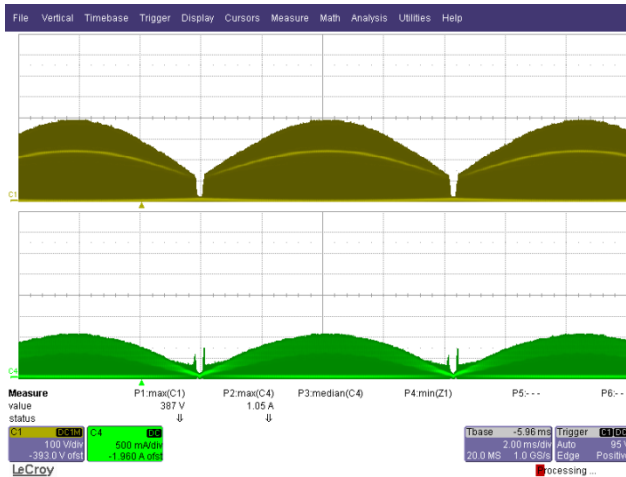 File Vertical Timebase Trigger Display Cursors Measure Math Analysis Utilities Help
C1
C4
Measure P1:max(C1) P2:max(C4) P3:median(C4) P4:min(Z1) P5:- - - P6:- -
value 387 V 1.05 A
status
C1 DC1M C4 DC Tbase -5.96 ms Trigger C1 DC
100 V/div 500 mA/div 2.00 ms/div Auto 95 V
-393.0 V ofst -1.960 A ofst 20.0 MS 1.0 GS/s Edge Positive
LeCroy Processing ...